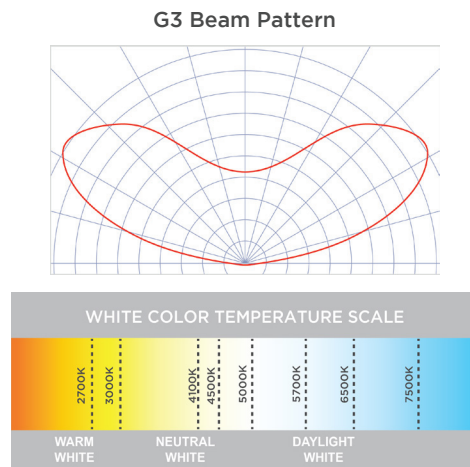 G3 Beam Pattern
WHITE COLOR TEMPERATURE SCALE
2700K
3000K
4100K
4500K
5000K
5700K
6500K
7500K
WARM WHITE
NEUTRAL WHITE
DAYLIGHT WHITE